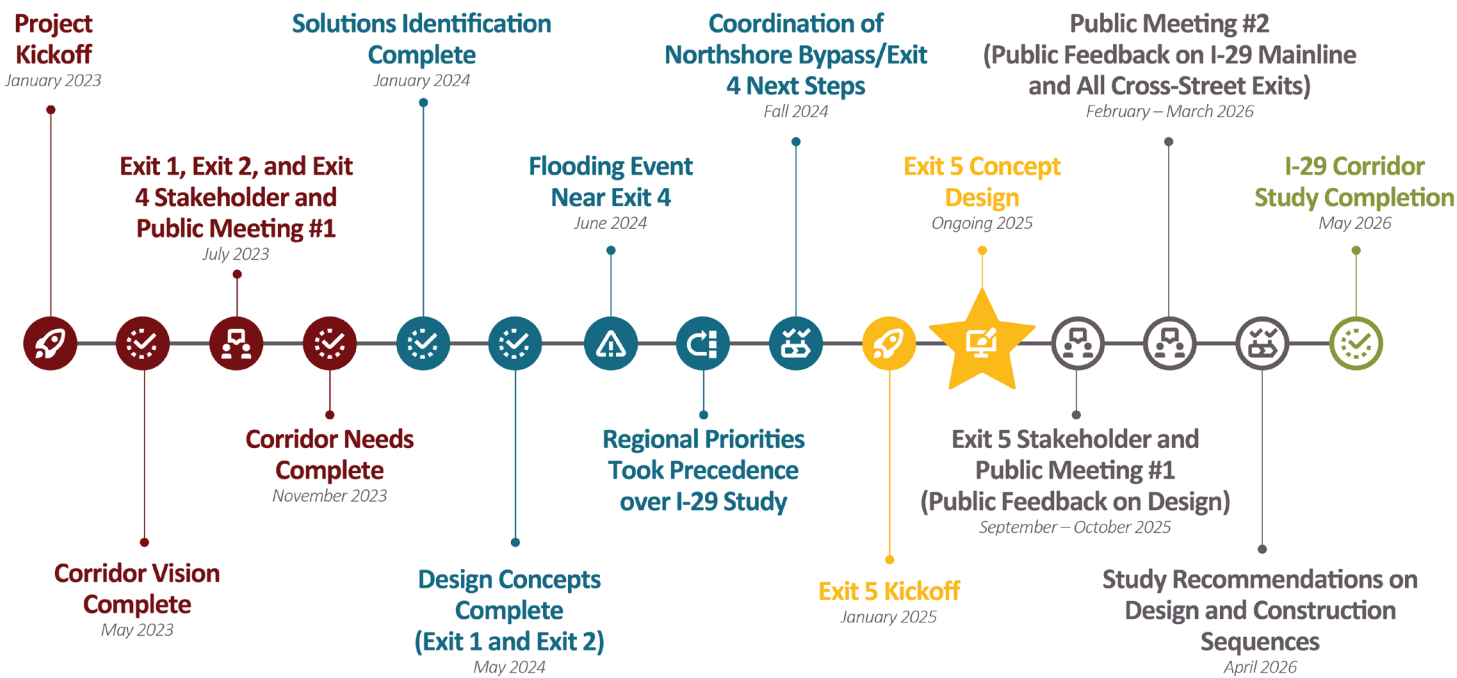 Project
Kickoff
January 2023
Exit 1, Exit 2, and Exit
4 Stakeholder and
Public Meeting #1
July 2023
Solutions Identification
Complete
January 2024
Flooding Event
Near Exit 4
June 2024
Coordination of
Northshore Bypass/Exit
4 Next Steps
Fall 2024
Exit 5 Concept
Design
Ongoing 2025
Public Meeting #2
(Public Feedback on I-29 Mainline
and All Cross-Street Exits)
February – March 2026
I-29 Corridor
Study Completion
May 2026
Corridor Vision
Complete
May 2023
Corridor Needs
Complete
November 2023
Design Concepts
Complete
(Exit 1 and Exit 2)
May 2024
Regional Priorities
Took Precedence
over I-29 Study
Exit 5 Kickoff
January 2025
Exit 5 Stakeholder and
Public Meeting #1
(Public Feedback on Design)
September – October 2025
Study Recommendations on
Design and Construction
Sequences
April 2026